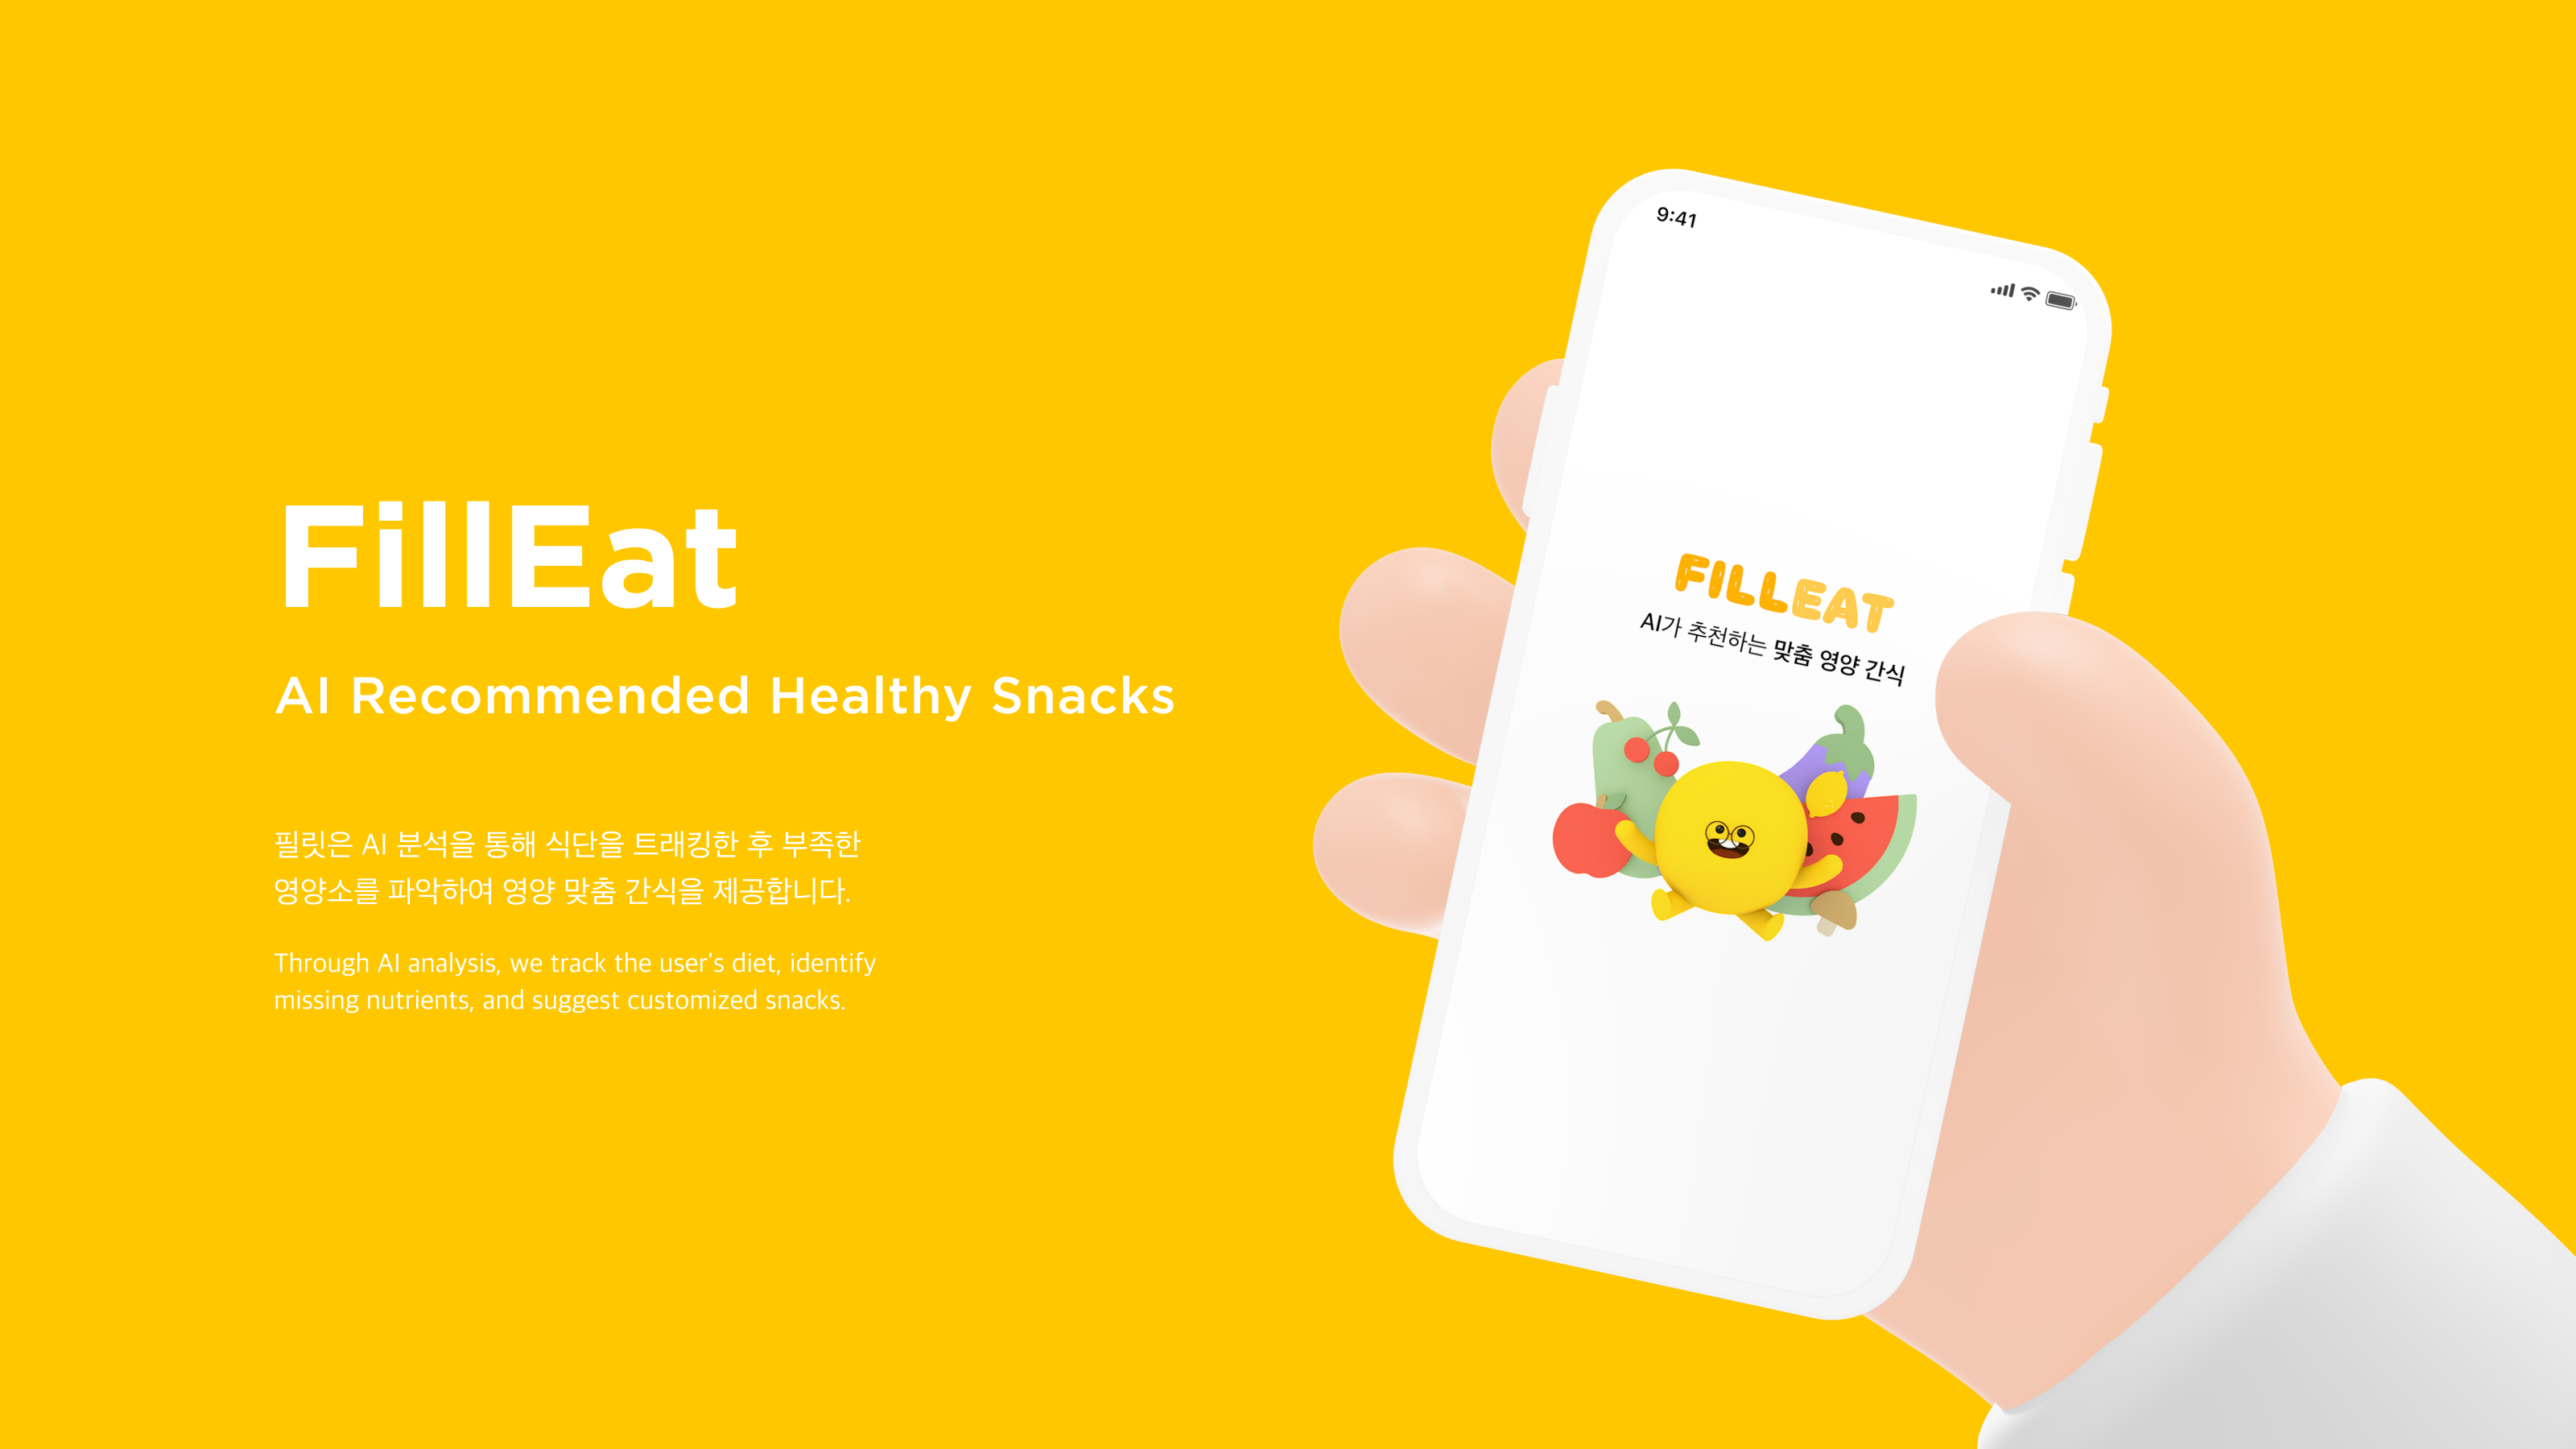 FillEat
AI Recommended Healthy Snacks
필릿은 AI 분석을 통해 식단을 트래킹한 후 부족한
영양소를 파악하여 영양 맞춤 간식을 제공합니다.
Through AI analysis, we track the user's diet, identify
missing nutrients, and suggest customized snacks.
9:41
FILLEAT
AI가 추천하는 맞춤 영양 간식